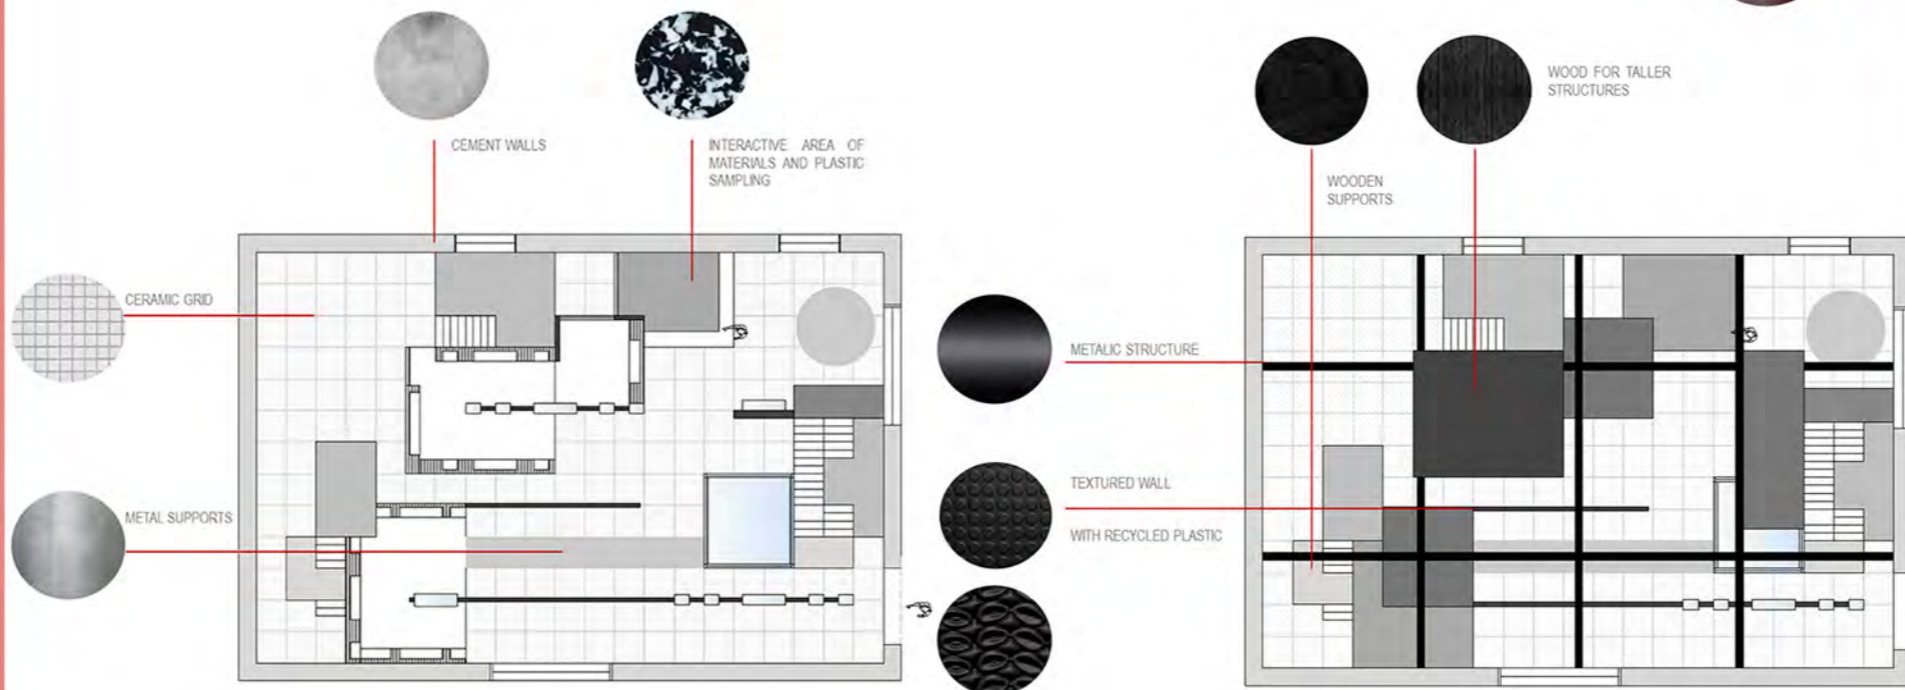 CEMENT WALLS
INTERACTIVE AREA OF
MATERIALS AND PLASTIC
SAMPLING
CERAMIC GRID
METAL SUPPORTS
WOOD FOR TALLER
STRUCTURES
WOODEN
SUPPORTS
METALIC STRUCTURE
TEXTURED WALL
WITH RECYCLED PLASTIC